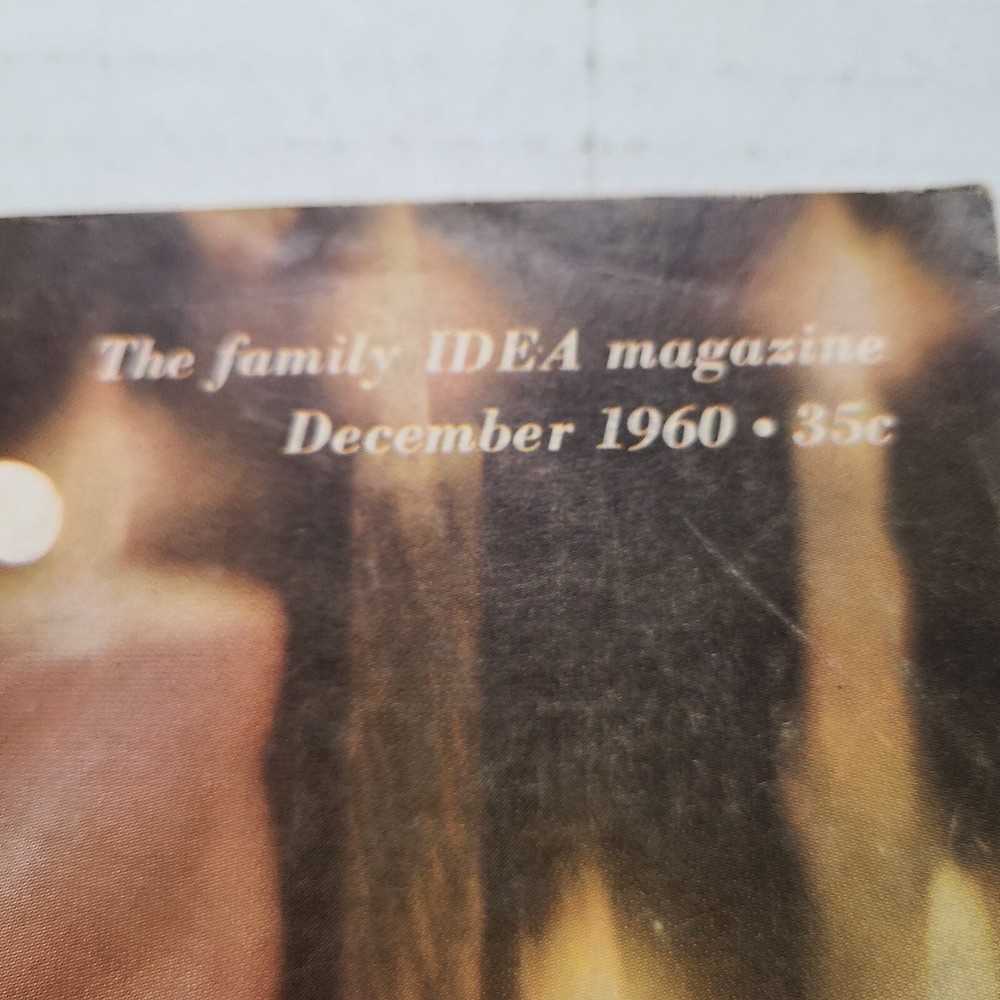 The family IDEA magazine
December 1960 • 35c